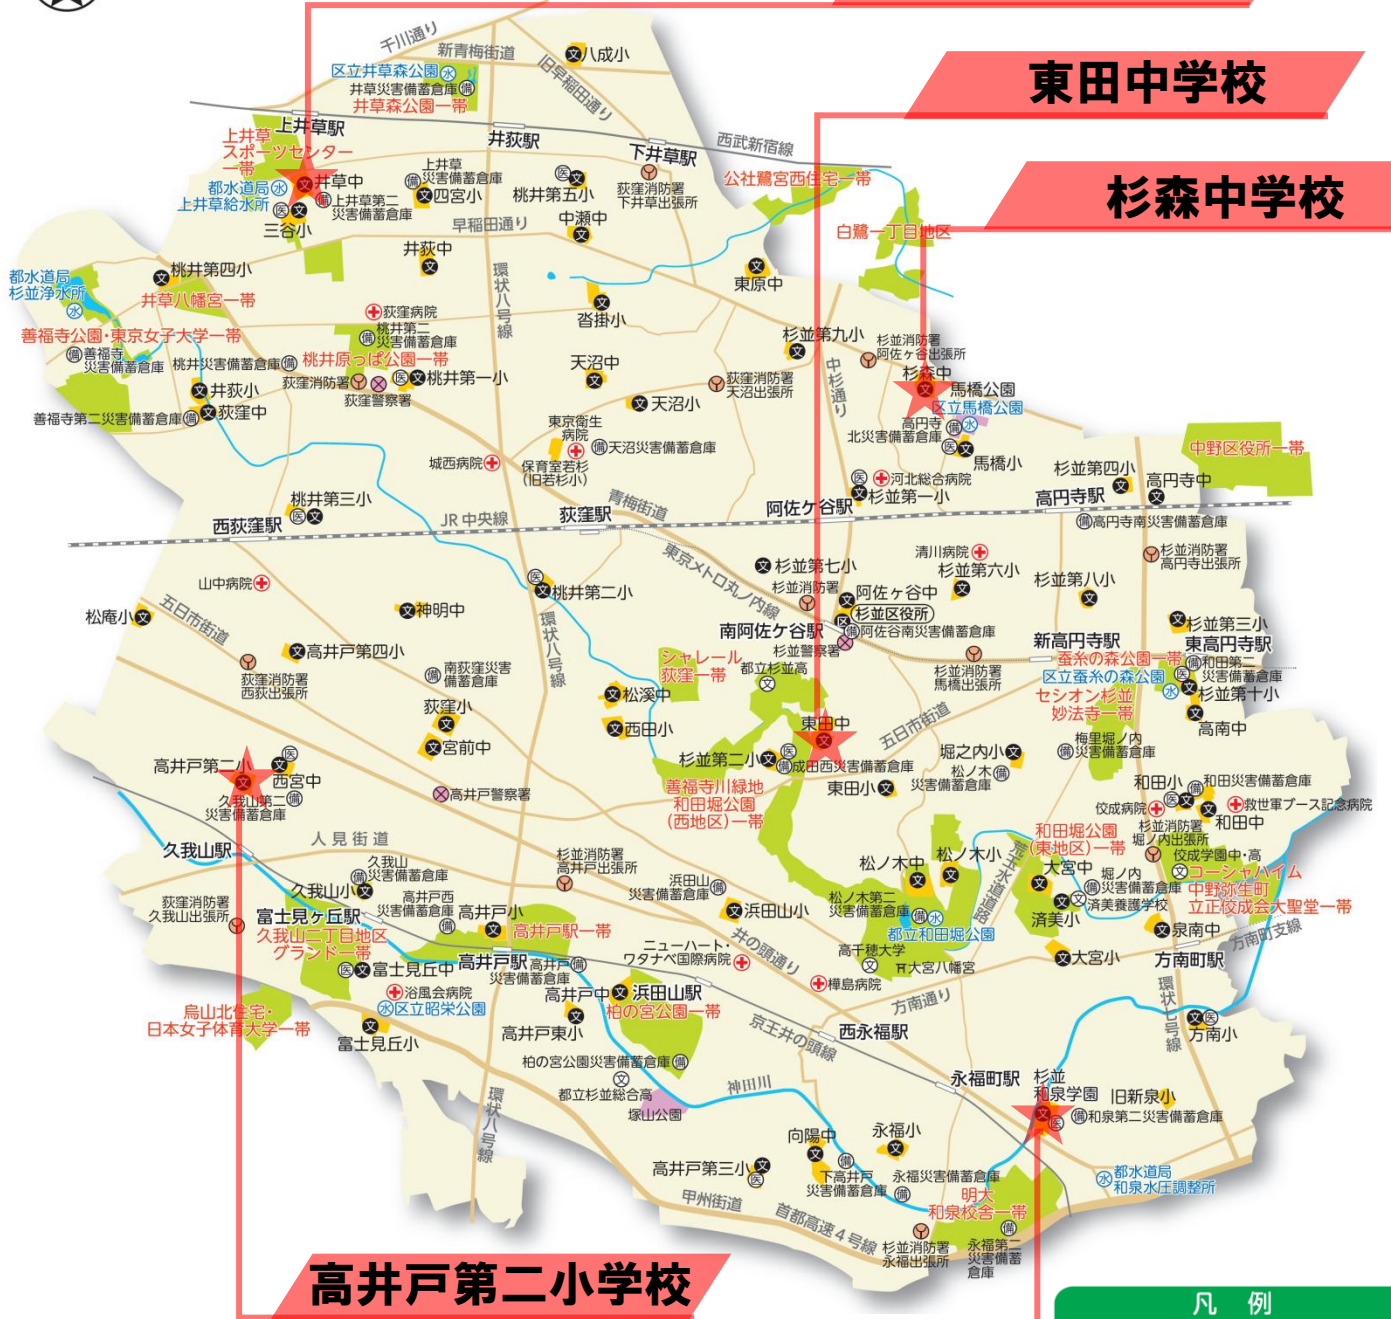 千川通り
新青梅街道
八成小
旧早稲田通り
区立井草森公園
水
井草災害備蓄倉庫
備
井草森公園一帯
東田中学校
上井草駅
井荻駅
下井草駅
西武新宿線
上井草
スポーツセンター
一帯
井草中
都水道局
上井草給水所
上井草第二
災害備蓄倉庫
三谷小
上井草
災害備蓄倉庫
四宮小
桃井第五小
荻窪消防署
下井草出張所
公社鷺宮西住宅一帯
杉森中学校
白鷺一丁目地区
早稲田通り
中瀬中
井荻中
環状八号線
東原中
都水道局
杉並浄水所
桃井第四小
井草八幡宮一帯
善福寺公園・東京女子大学一帯
善福寺
災害備蓄倉庫
荻窪病院
桃井第二
災害備蓄倉庫
桃井災害備蓄倉庫
桃井原っぱ公園一帯
沓掛小
杉並第九小
杉並消防署
阿佐ヶ谷出張所
中杉通り
井荻小
荻窪中
善福寺第二災害備蓄倉庫
荻窪消防署
荻窪警察署
桃井第一小
天沼中
天沼小
荻窪消防署
天沼出張所
杉森中
馬橋公園
区立馬橋公園
高円寺
北災害備蓄倉庫
馬橋小
東京衛生
病院
天沼災害備蓄倉庫
保育室若杉
(旧若杉小)
城西病院
河北総合病院
杉並第一小
中野区役所一帯
杉並第四小
高円寺中
桃井第三小
西荻窪駅
JR中央線
荻窪駅
青梅街道
阿佐ケ谷駅
高円寺駅
高円寺南災害備蓄倉庫
東京メトロ丸ノ内線
杉並第七小
清川病院
杉並第六小
杉並第八小
杉並消防署
高円寺出張所
山中病院
松庵小
五日市街道
神明中
桃井第二小
杉並消防署
阿佐ヶ谷中
杉並区役所
阿佐谷南災害備蓄倉庫
南阿佐ケ谷駅
杉並警察署
新高円寺駅
杉並第三小
東高円寺駅
高井戸第四小
荻窪消防署
西荻出張所
南荻窪災害
備蓄倉庫
環状八号線
シャレール
荻窪一帯
都立杉並高
杉並消防署
馬橋出張所
蚕糸の森公園一帯
区立蚕糸の森公園
和田第二
災害備蓄倉庫
杉並第十小
セシオン杉並
妙法寺一帯
高南中
松溪中
荻窪小
西田小
宮前中
東田中
五日市街道
堀之内小
梅里堀ノ内
災害備蓄倉庫
杉並第二小
成田西災害備蓄倉庫
高井戸第二小
西宮中
久我山第二
災害備蓄倉庫
高井戸警察署
善福寺川緑地
和田堀公園
(西地区)一帯
東田小
松ノ木
災害備蓄倉庫
和田小
和田災害備蓄倉庫
佼成病院
救世軍ブース記念病院
和田中
人見街道
久我山駅
杉並消防署
高井戸出張所
和田堀公園
(東地区)一帯
杉並消防署
堀ノ内出張所
佼成学園中・高
コーシャハイム
中野弥生町
立正佼成会大聖堂一帯
久我山
災害備蓄倉庫
久我山小
高井戸西
災害備蓄倉庫
高井戸小
浜田山
災害備蓄倉庫
松ノ木中
松ノ木小
荒玉水道道路
大宮中
堀ノ内
災害備蓄倉庫
済美養護学校
済美小
荻窪消防署
久我山出張所
富士見ヶ丘駅
久我山二丁目地区
グランド一帯
高井戸駅一帯
浜田山小
松ノ木第二
災害備蓄倉庫
都立和田堀公園
泉南中
方南町支線
富士見丘中
高井戸駅
高井戸
災害備蓄倉庫
ニューハート・
ワタナベ国際病院
井の頭通り
高千穂大学
大宮八幡宮
大宮小
方南町駅
浴風会病院
区立昭栄公園
高井戸中
浜田山駅
柏の宮公園一帯
樺島病院
方南通り
環状七号線
烏山北住宅・
日本女子体育大学一帯
富士見丘小
高井戸東小
京王井の頭線
西永福駅
方南小
柏の宮公園災害備蓄倉庫
都立杉並総合高
塚山公園
神田川
永福町駅
杉並
和泉学園
旧新泉小
和泉第二災害備蓄倉庫
環状八号線
向陽中
永福小
高井戸第三小
下高井戸
災害備蓄倉庫
永福災害備蓄倉庫
明大
和泉校舎一帯
都水道局
和泉水圧調整所
甲州街道
首都高速4号線
杉並消防署
永福出張所
永福第二
災害備蓄
倉庫
高井戸第二小学校
凡例